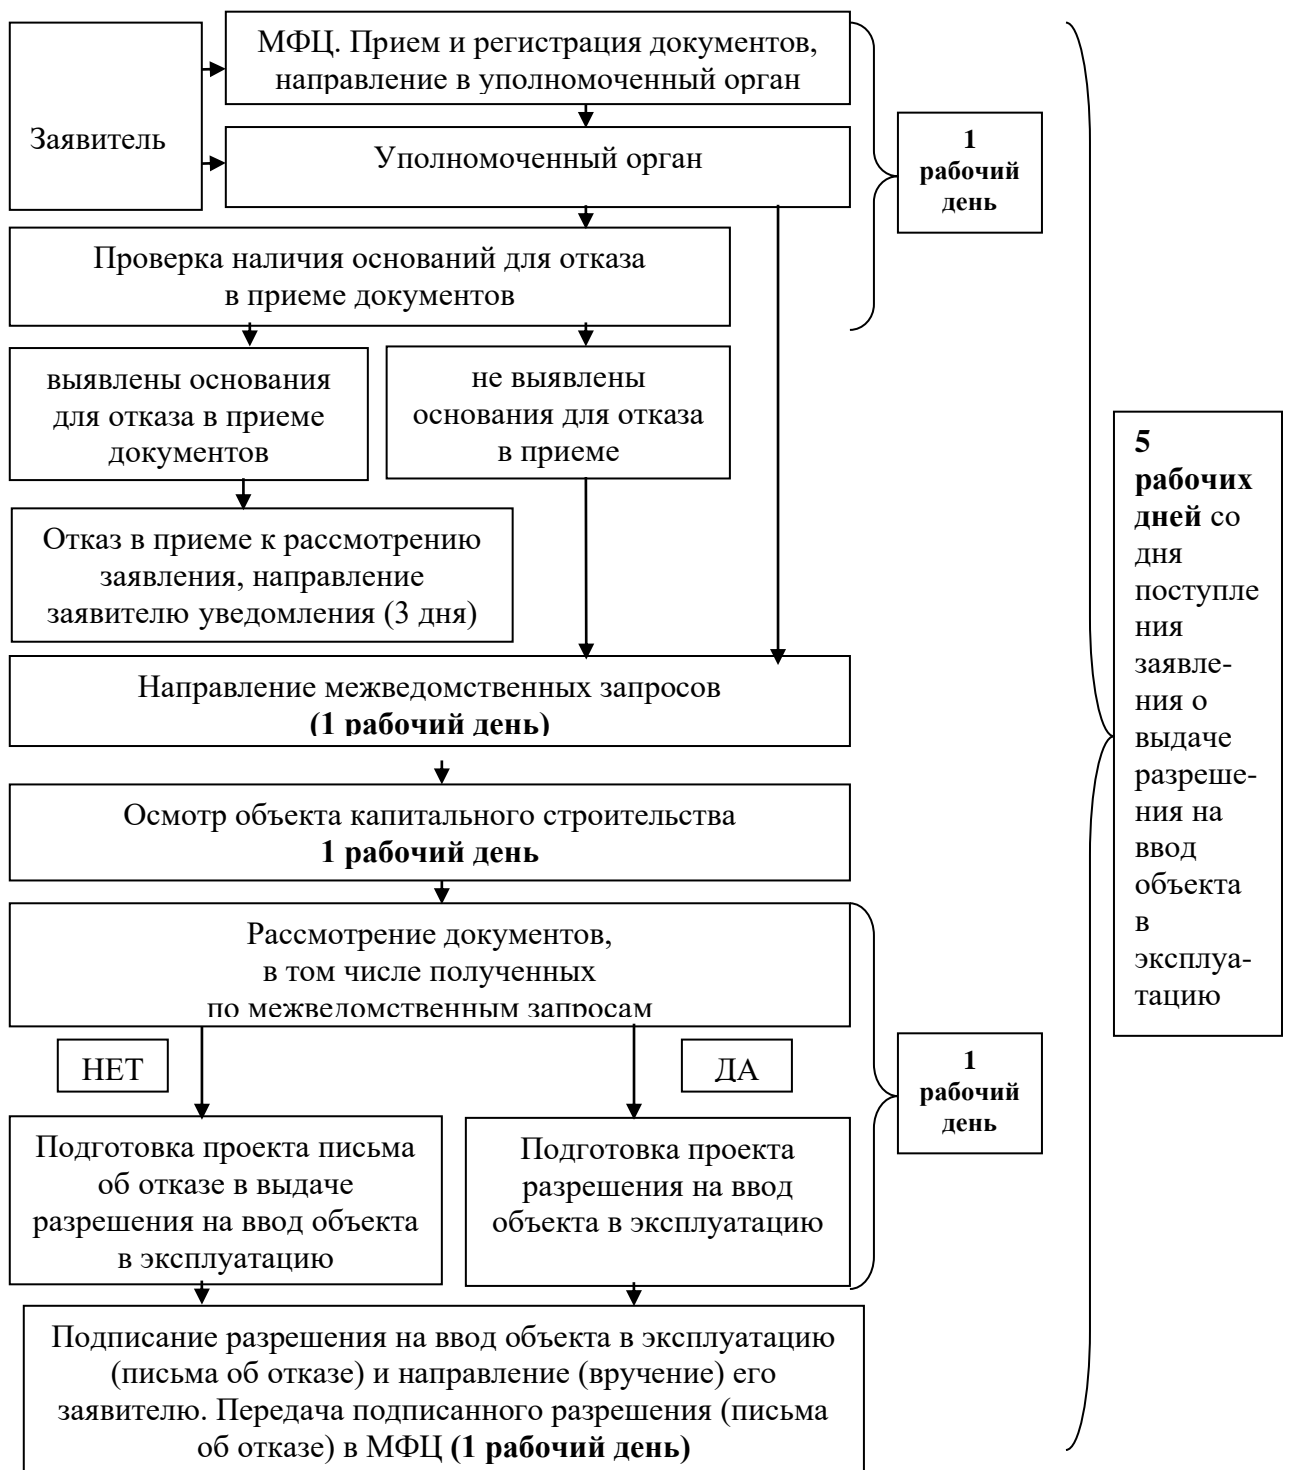 МФЦ. Прием и регистрация документов,
направление в уполномоченный орган
Заявитель
Уполномоченный орган
1
рабочий
день
Проверка наличия оснований для отказа
в приеме документов
выявлены основания
для отказа в приеме
документов
не выявлены
основания для отказа
в приеме
Отказ в приеме к рассмотрению
заявления, направление
заявителю уведомления (3 дня)
Направление межведомственных запросов
(1 рабочий день)
Осмотр объекта капитального строительства
1 рабочий день
Рассмотрение документов,
в том числе полученных
по межведомственным запросам
НЕТ
ДА
1
рабочий
день
Подготовка проекта письма
об отказе в выдаче
разрешения на ввод объекта
в эксплуатацию
Подготовка проекта
разрешения на ввод
объекта в эксплуатацию
Подписание разрешения на ввод объекта в эксплуатацию
(письма об отказе) и направление (вручение) его
заявителю. Передача подписанного разрешения (письма
об отказе) в МФЦ (1 рабочий день)
5
рабочих
дней со
дня
поступле
ния
заявле-
ния о
выдаче
разреше-
ния на
ввод
объекта
в
эксплуа-
тацию